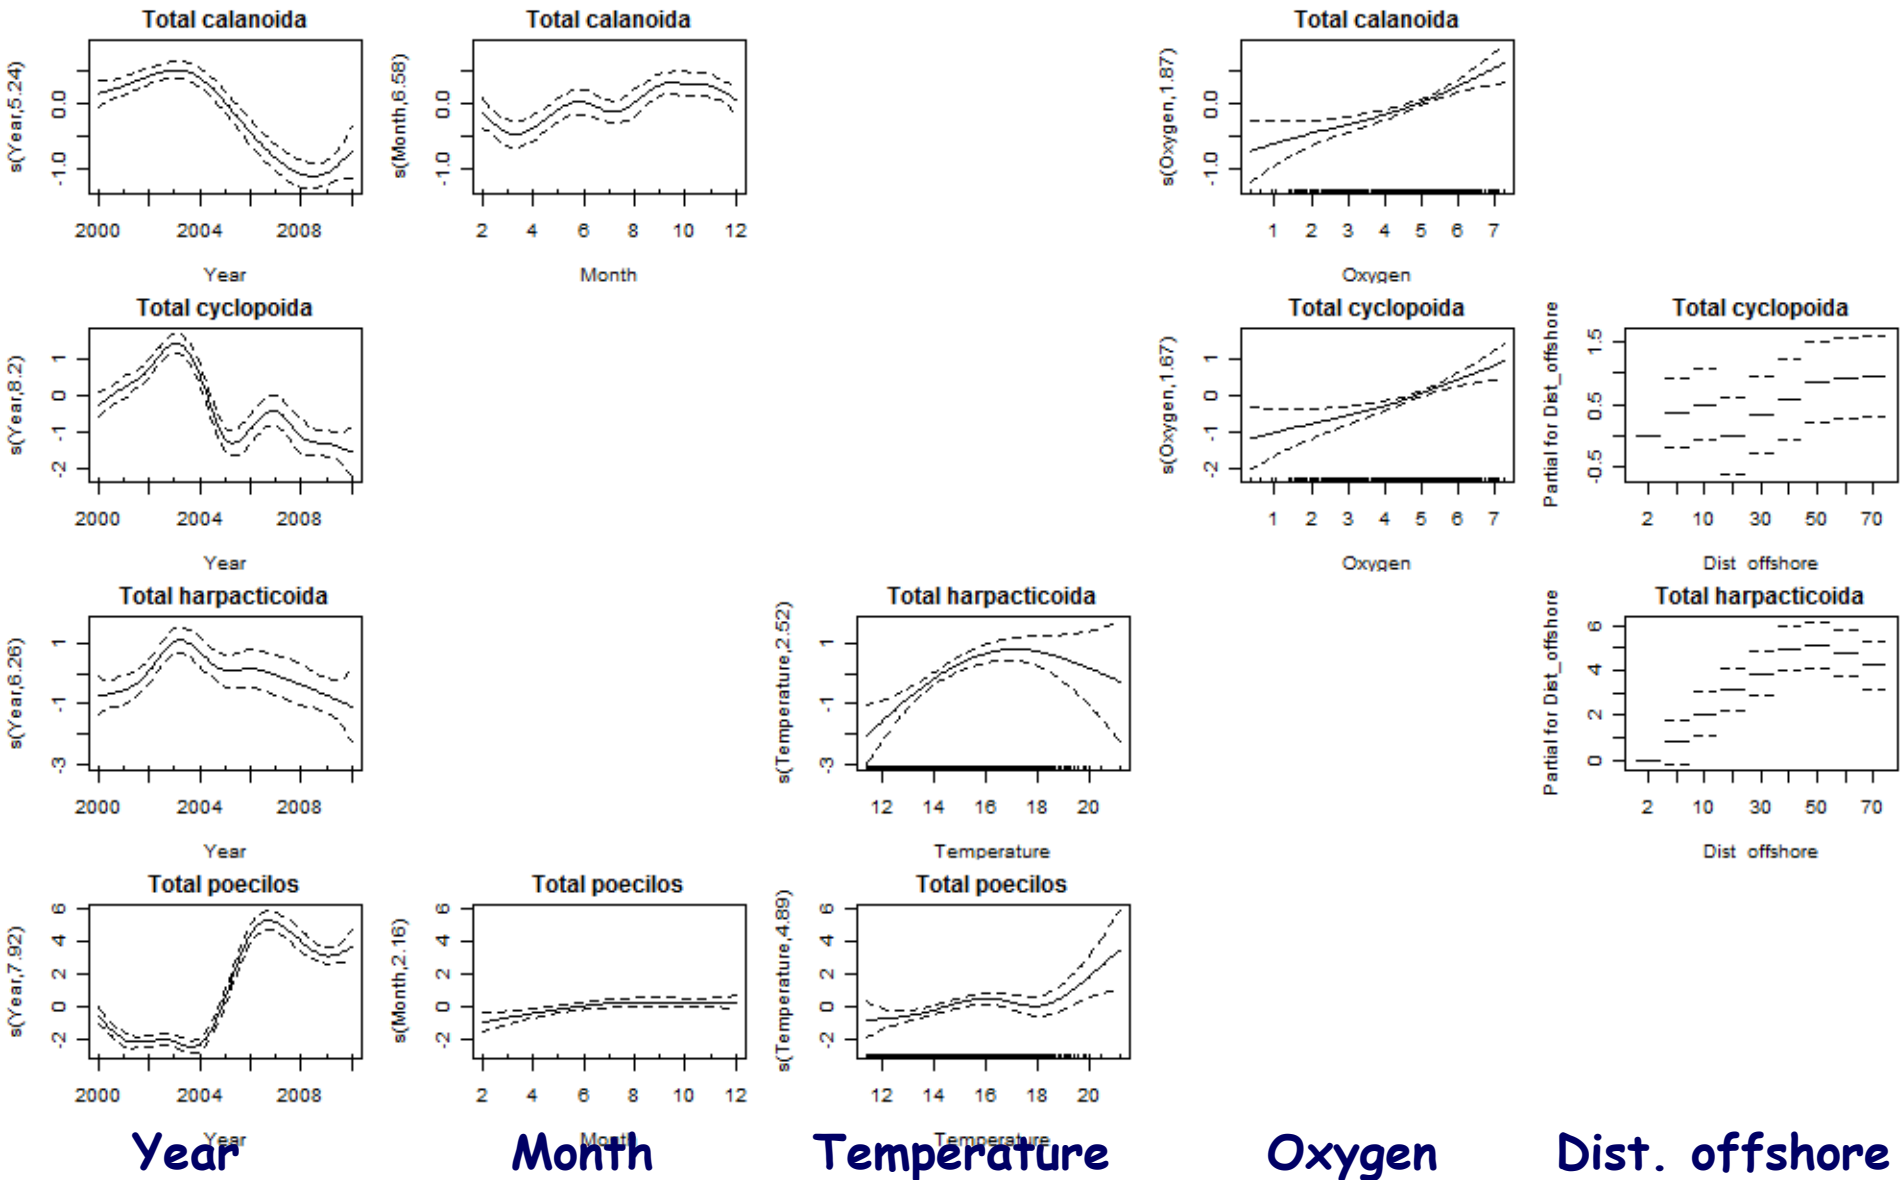 Total calanoida Total calanoida Total calanoida
s(Year,5.24)
0.0
-1.0
2000 2004 2008
Year
s(Month,6.58)
0.0
-1.0
2 4 6 8 10 12
Month
s(Oxygen,1.87)
0.0
-1.0
1 2 3 4 5 6 7
Oxygen
Total cyclopoida Total cyclopoida Total cyclopoida
s(Year,8.2)
1
0
-1
-2
2000 2004 2008
Year
s(Oxygen,1.67)
1
0
-1
-2
1 2 3 4 5 6 7
Oxygen
Partial for Dist_offshore
1.5
0.5
-0.5
2 10 30 50 70
Dist offshore
Total harpacticoida Total harpacticoida Total harpacticoida
s(Year,6.26)
1
-1
-3
2000 2004 2008
Year
s(Temperature,2.52)
1
-1
-3
12 14 16 18 20
Temperature
Partial for Dist_offshore
6
4
2
0
2 10 30 50 70
Dist offshore
Total poecilos Total poecilos Total poecilos
s(Year,7.92)
6
4
2
0
-2
2000 2004 2008
Year
s(Month,2.16)
6
4
2
0
-2
2 4 6 8 10 12
Month
s(Temperature,4.89)
6
4
2
0
-2
12 14 16 18 20
Temperature
Year Month Temperature Oxygen Dist. offshore